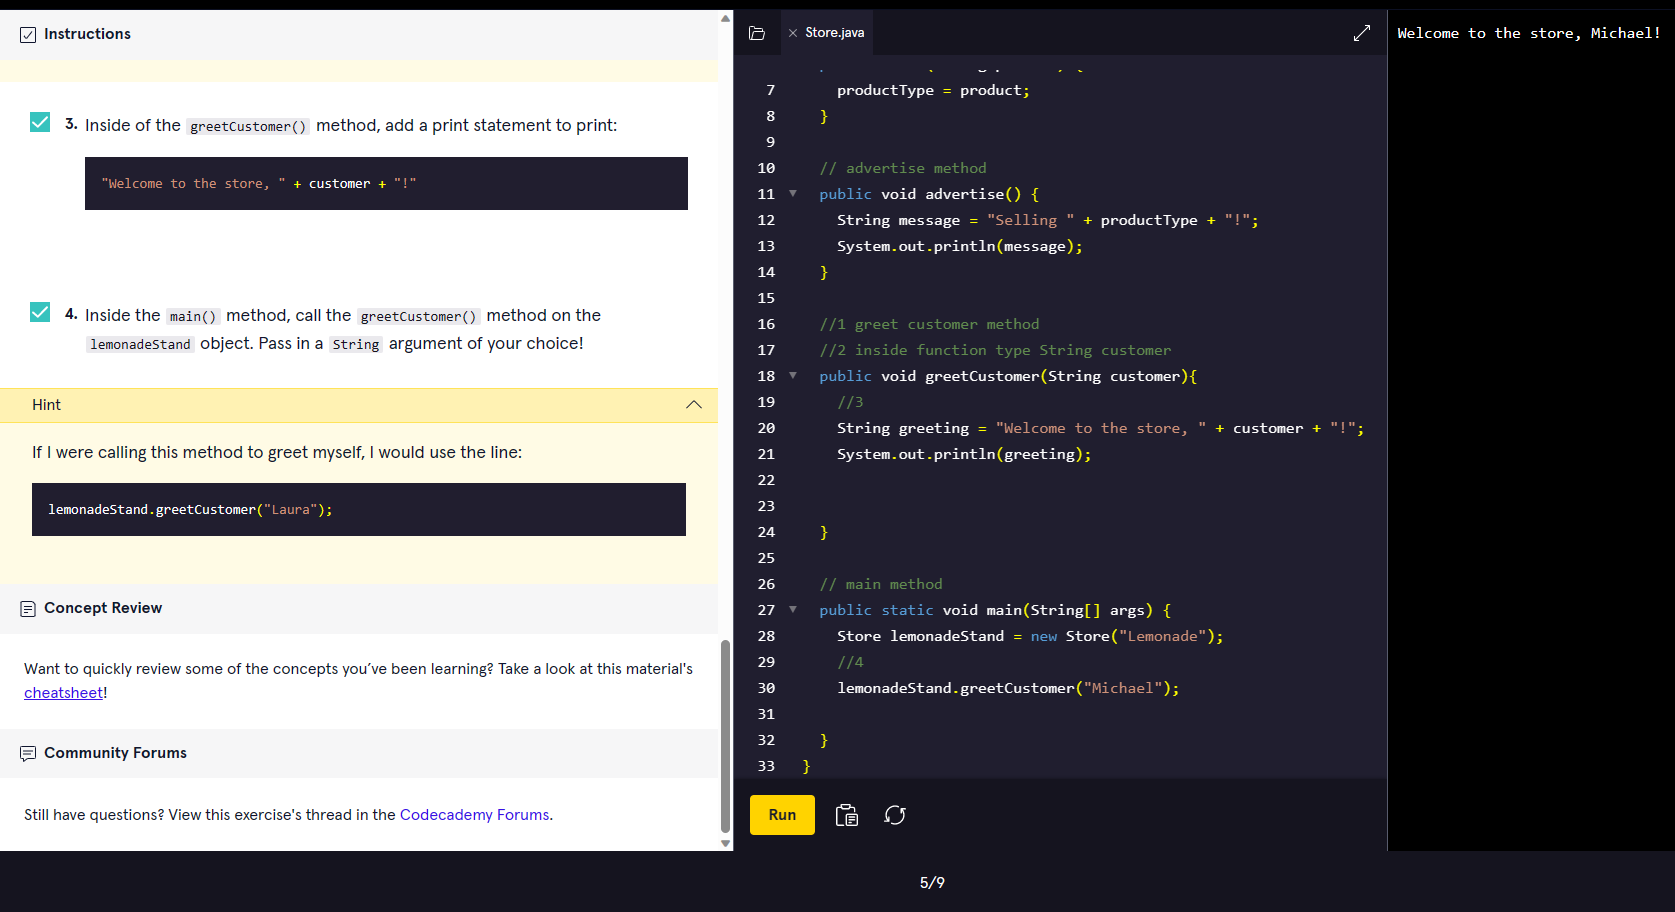 Instructions
3. Inside of the greetCustomer() method, add a print statement to print:
"Welcome to the store, " + customer + "!"
4. Inside the main() method, call the greetCustomer() method on the
lemonadeStand object. Pass in a String argument of your choice!
Hint
If I were calling this method to greet myself, I would use the line:
lemonadeStand.greetCustomer("Laura");
Concept Review
Want to quickly review some of the concepts you've been learning? Take a look at this material's
cheatsheet!
Community Forums
Still have questions? View this exercise's thread in the Codecademy Forums.
Store.java
7 productType = product;
8 }
9
10 // advertise method
11 public void advertise() {
12 String message = "Selling " + productType + "!";
13 System.out.println(message);
14 }
15
16 //1 greet customer method
17 //2 inside function type String customer
18 public void greetCustomer(String customer){
19 //3
20 String greeting = "Welcome to the store, " + customer + "!";
21 System.out.println(greeting);
22
23
24 }
25
26 // main method
27 public static void main(String[] args) {
28 Store lemonadeStand = new Store("Lemonade");
29 //4
30 lemonadeStand.greetCustomer("Michael");
31
32 }
33 }
Run
Welcome to the store, Michael!
5/9